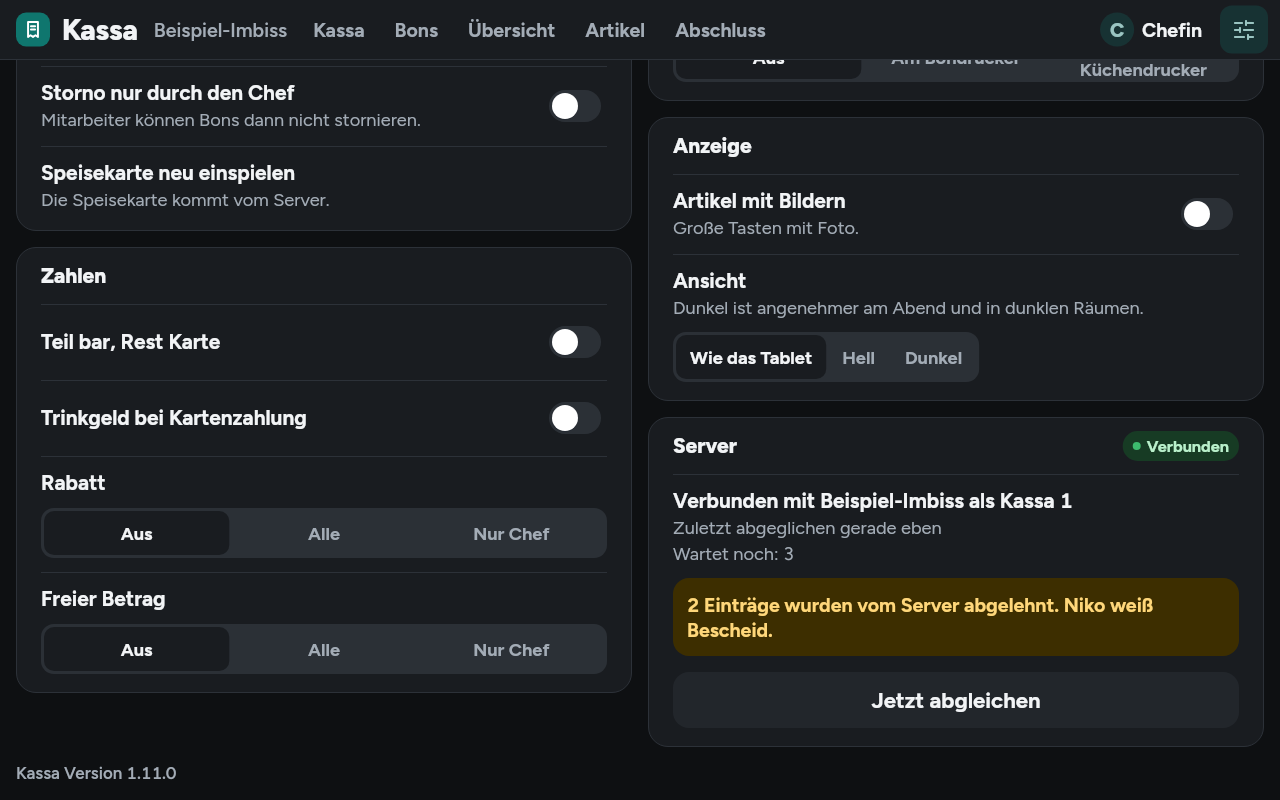 Kassa
Beispiel-Imbiss
Kassa
Bons
Übersicht
Artikel
Abschluss
C
Chefin
Storno nur durch den Chef
Mitarbeiter können Bons dann nicht stornieren.
Speisekarte neu einspielen
Die Speisekarte kommt vom Server.
Zahlen
Teil bar, Rest Karte
Trinkgeld bei Kartenzahlung
Rabatt
Aus
Alle
Nur Chef
Freier Betrag
Aus
Alle
Nur Chef
Aus
Am Bondrucker
Küchendrucker
Anzeige
Artikel mit Bildern
Große Tasten mit Foto.
Ansicht
Dunkel ist angenehmer am Abend und in dunklen Räumen.
Wie das Tablet
Hell
Dunkel
Server
Verbunden
Verbunden mit Beispiel-Imbiss als Kassa 1
Zuletzt abgeglichen gerade eben
Wartet noch: 3
2 Einträge wurden vom Server abgelehnt. Niko weiß
Bescheid.
Jetzt abgleichen
Kassa Version 1.11.0